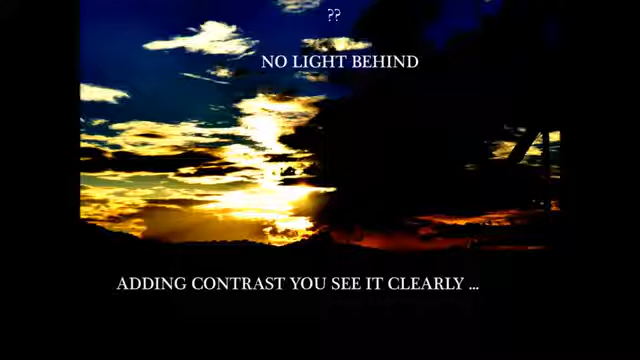 ??
NO LIGHT BEHIND
ADDING CONTRAST YOU SEE IT CLEARLY ...